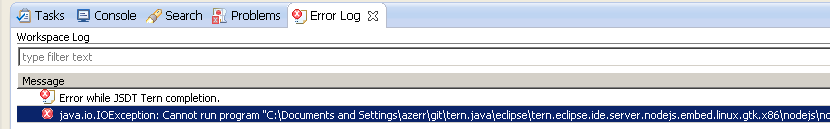 Tasks Console Search Problems Error Log
Workspace Log
type filter text
Message
Error while JSDT Tern completion.
java.io.IOException: Cannot run program "C:\Documents and Settings\azerr\git\tern.java\eclipse\tern.eclipse.ide.server.nodejs.embed.linux.gtk.x86\nodejs\no